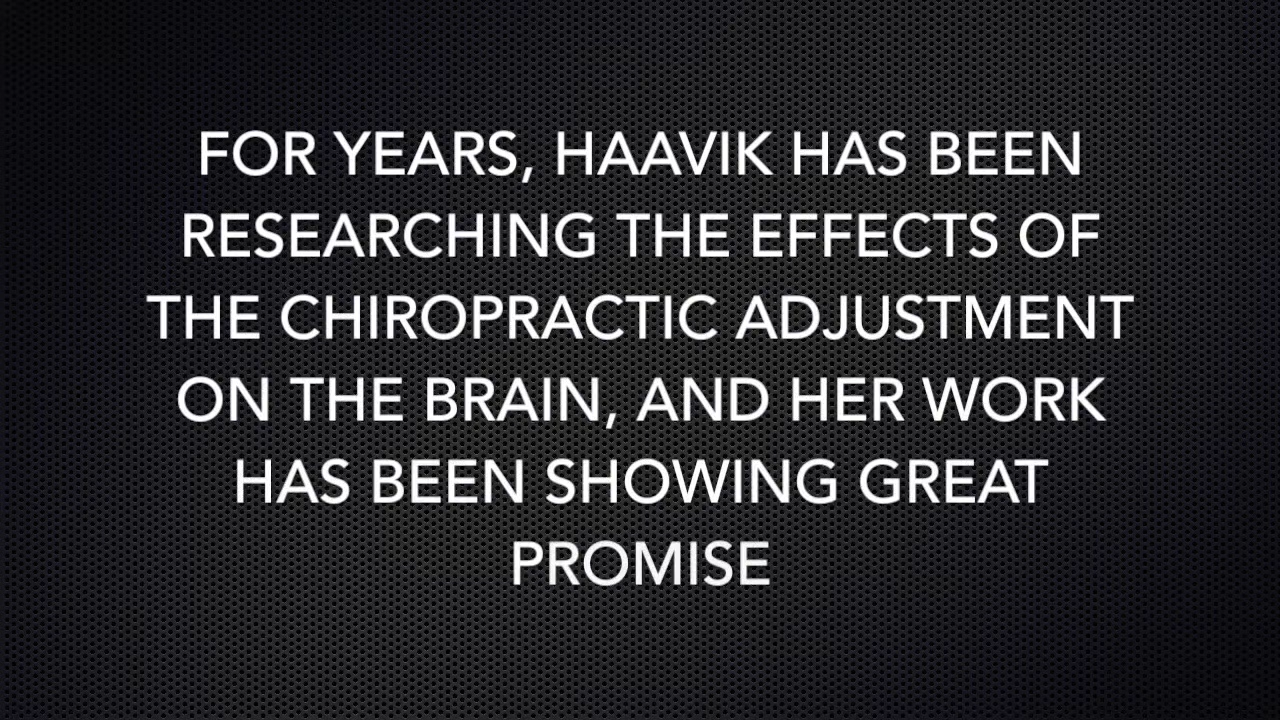 FOR YEARS, HAAVIK HAS BEEN
RESEARCHING THE EFFECTS OF
THE CHIROPRACTIC ADJUSTMENT
ON THE BRAIN, AND HER WORK
HAS BEEN SHOWING GREAT
PROMISE